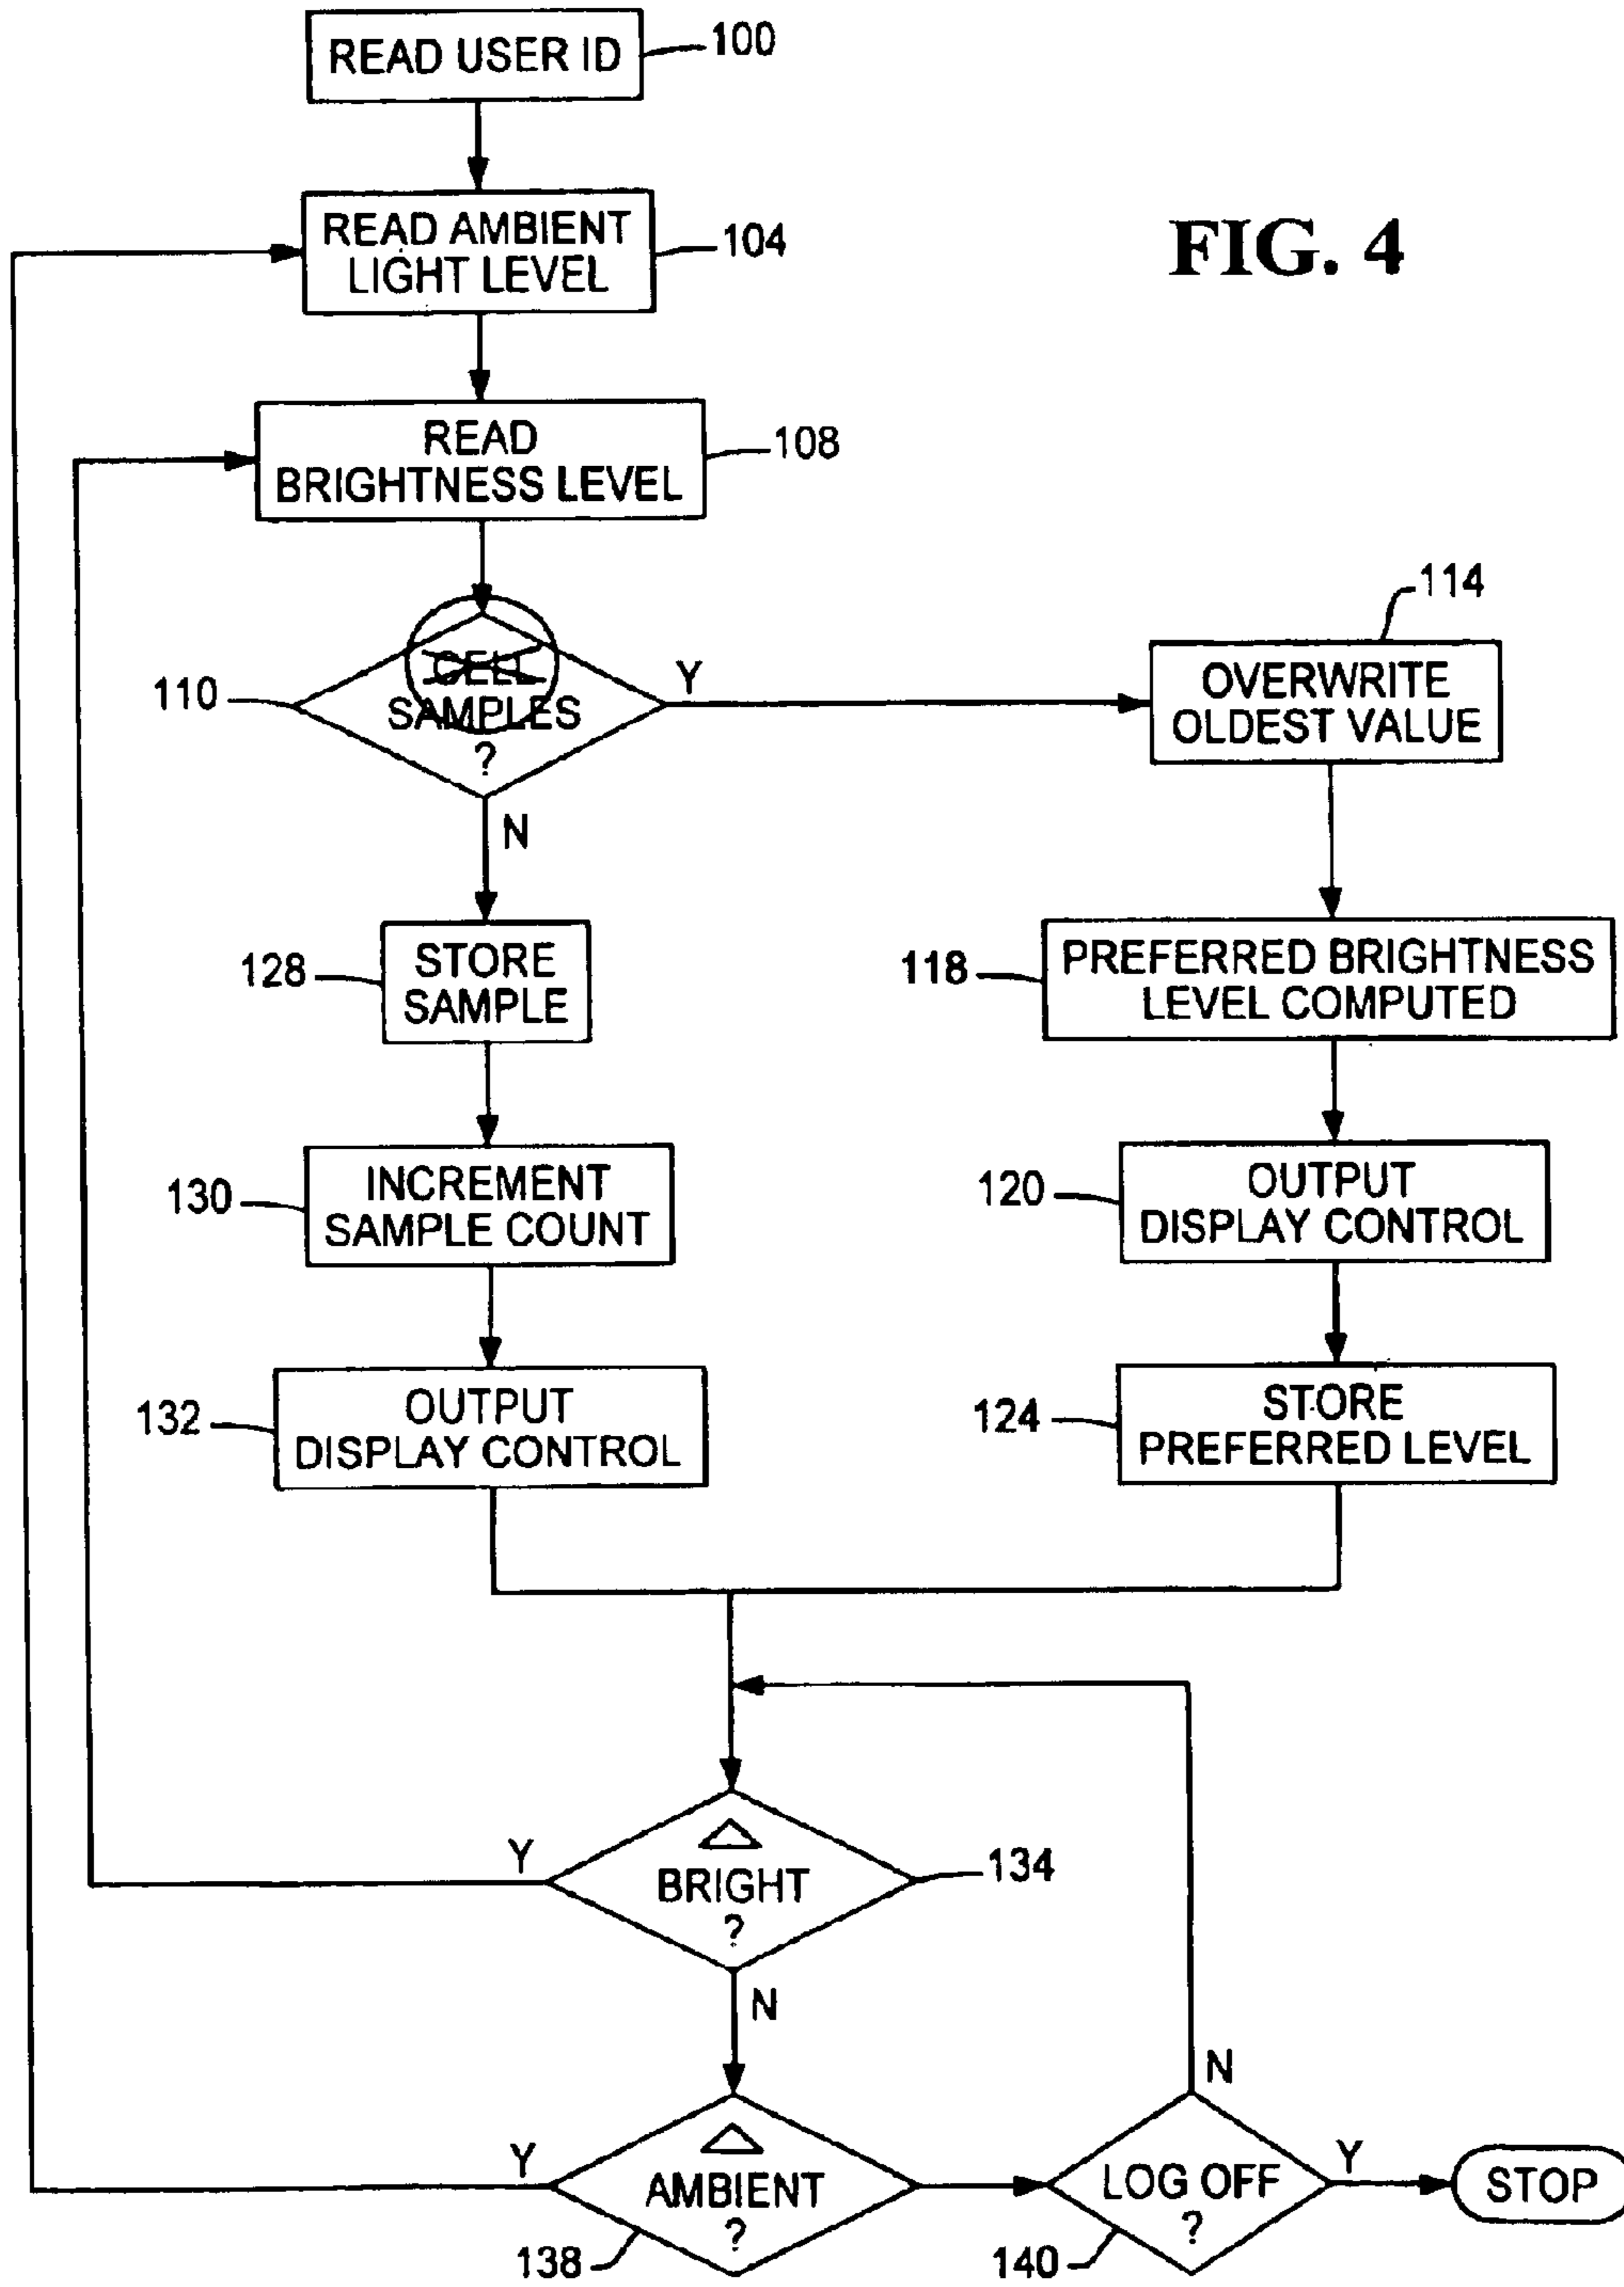 READ USER ID
100
READ AMBIENT
LIGHT LEVEL
104
FIG. 4
READ
BRIGHTNESS LEVEL
108
110
SAMPLES
?
Y
N
114
OVERWRITE
OLDEST VALUE
128
STORE
SAMPLE
118
PREFERRED BRIGHTNESS
LEVEL COMPUTED
130
INCREMENT
SAMPLE COUNT
120
OUTPUT
DISPLAY CONTROL
132
OUTPUT
DISPLAY CONTROL
124
STORE
PREFERRED LEVEL
Y
△
BRIGHT
?
134
N
Y
△
AMBIENT
?
138
N
LOG OFF
?
140
Y
STOP